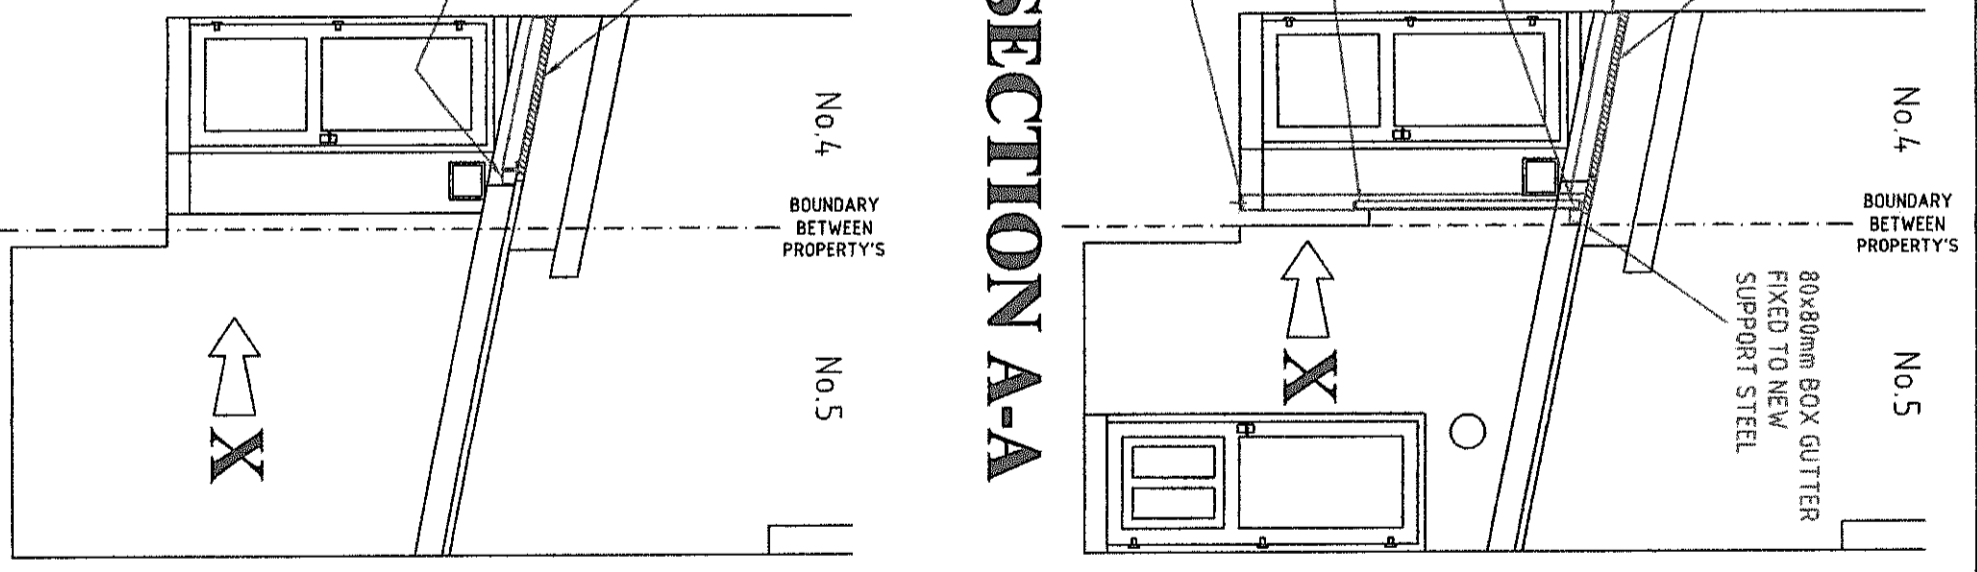 No.4
BOUNDARY
BETWEEN
PROPERTY'S
No.5
X
SECTION A-A
No.4
BOUNDARY
BETWEEN
PROPERTY'S
80x80mm BOX GUTTER
FIXED TO NEW
SUPPORT STEEL
No.5
X